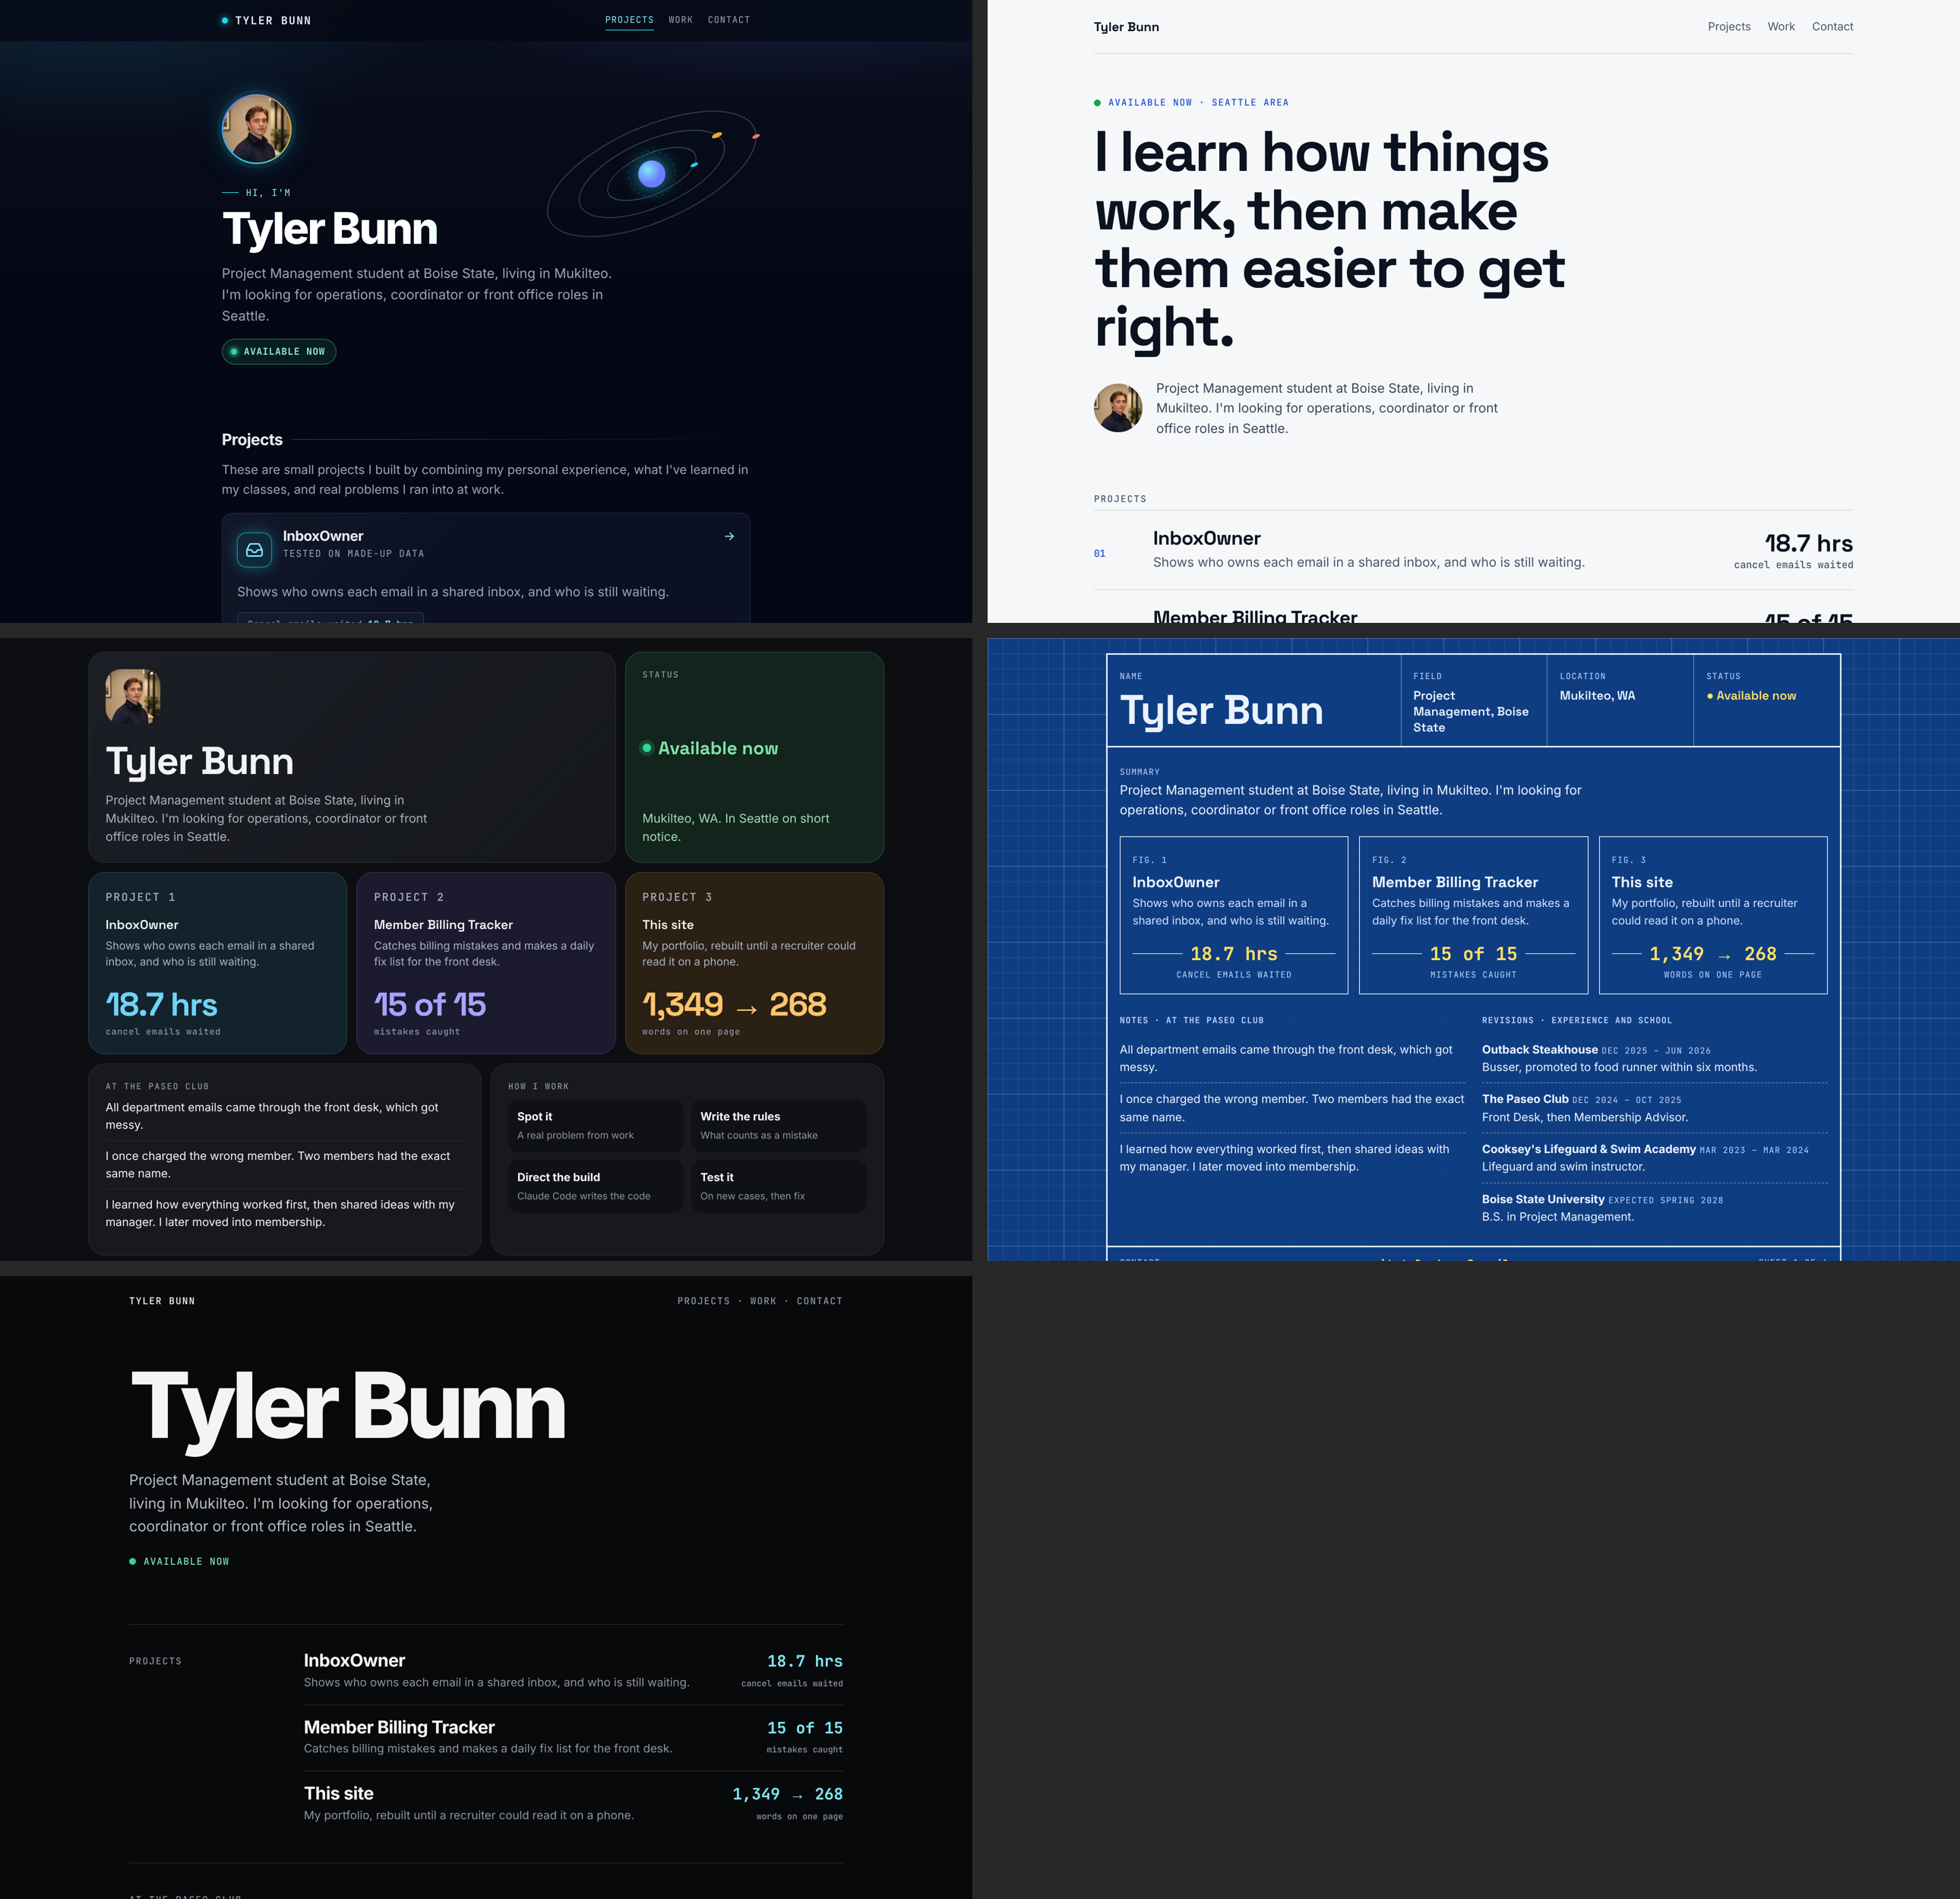 TYLER BUNN
PROJECTS WORK CONTACT
HI, I'M
Tyler Bunn
Project Management student at Boise State, living in Mukilteo.
I'm looking for operations, coordinator or front office roles in
Seattle.
AVAILABLE NOW
Projects
These are small projects I built by combining my personal experience, what I've learned in
my classes, and real problems I ran into at work.
InboxOwner
→
TESTED ON MADE-UP DATA
Shows who owns each email in a shared inbox, and who is still waiting.
Tyler Bunn
Projects Work Contact
AVAILABLE NOW · SEATTLE AREA
I learn how things
work, then make
them easier to get
right.
Project Management student at Boise State, living in
Mukilteo. I'm looking for operations, coordinator or front
office roles in Seattle.
PROJECTS
01
InboxOwner
Shows who owns each email in a shared inbox, and who is still waiting.
18.7 hrs
cancel emails waited
Member Billing Tracker
15 of 15
Tyler Bunn
Project Management student at Boise State, living in
Mukilteo. I'm looking for operations, coordinator or front
office roles in Seattle.
STATUS
Available now
Mukilteo, WA. In Seattle on short
notice.
PROJECT 1
InboxOwner
Shows who owns each email in a shared
inbox, and who is still waiting.
18.7 hrs
cancel emails waited
PROJECT 2
Member Billing Tracker
Catches billing mistakes and makes a daily
fix list for the front desk.
15 of 15
mistakes caught
PROJECT 3
This site
My portfolio, rebuilt until a recruiter could
read it on a phone.
1,349 → 268
words on one page
AT THE PASEO CLUB
All department emails came through the front desk, which got
messy.
I once charged the wrong member. Two members had the exact
same name.
I learned how everything worked first, then shared ideas with my
manager. I later moved into membership.
HOW I WORK
Spot it
A real problem from work
Write the rules
What counts as a mistake
Direct the build
Claude Code writes the code
Test it
On new cases, then fix
NAME
Tyler Bunn
FIELD
Project
Management, Boise
State
LOCATION
Mukilteo, WA
STATUS
● Available now
SUMMARY
Project Management student at Boise State, living in Mukilteo. I'm looking for
operations, coordinator or front office roles in Seattle.
FIG. 1
InboxOwner
Shows who owns each email in a
shared inbox, and who is still waiting.
18.7 hrs
CANCEL EMAILS WAITED
FIG. 2
Member Billing Tracker
Catches billing mistakes and makes a
daily fix list for the front desk.
15 of 15
MISTAKES CAUGHT
FIG. 3
This site
My portfolio, rebuilt until a recruiter
could read it on a phone.
1,349 → 268
WORDS ON ONE PAGE
NOTES · AT THE PASEO CLUB
All department emails came through the front desk, which got
messy.
I once charged the wrong member. Two members had the exact
same name.
I learned how everything worked first, then shared ideas with
my manager. I later moved into membership.
REVISIONS · EXPERIENCE AND SCHOOL
Outback Steakhouse DEC 2025 – JUN 2026
Busser, promoted to food runner within six months.
The Paseo Club DEC 2024 – OCT 2025
Front Desk, then Membership Advisor.
Cooksey's Lifeguard & Swim Academy MAR 2023 – MAR 2024
Lifeguard and swim instructor.
Boise State University EXPECTED SPRING 2028
B.S. in Project Management.
TYLER BUNN
PROJECTS · WORK · CONTACT
Tyler Bunn
Project Management student at Boise State,
living in Mukilteo. I'm looking for operations,
coordinator or front office roles in Seattle.
AVAILABLE NOW
PROJECTS
InboxOwner
Shows who owns each email in a shared inbox, and who is still waiting.
18.7 hrs
cancel emails waited
Member Billing Tracker
Catches billing mistakes and makes a daily fix list for the front desk.
15 of 15
mistakes caught
This site
My portfolio, rebuilt until a recruiter could read it on a phone.
1,349 → 268
words on one page